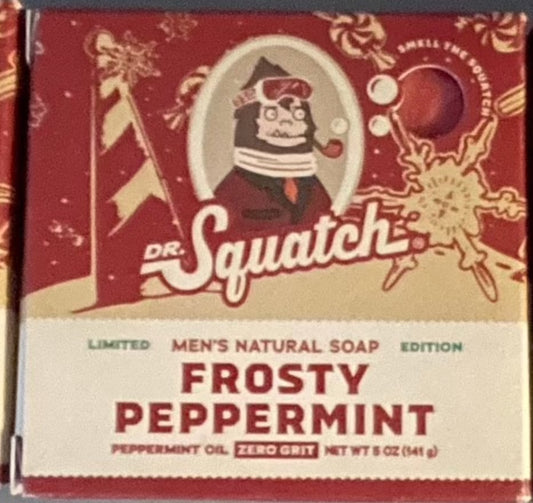 SMELL THE SQUATCH
DR. Squatch®
LIMITED MEN'S NATURAL SOAP EDITION
FROSTY
PEPPERMINT
PEPPERMINT OIL ZERO GRIT NET WT 5 OZ (141 g)